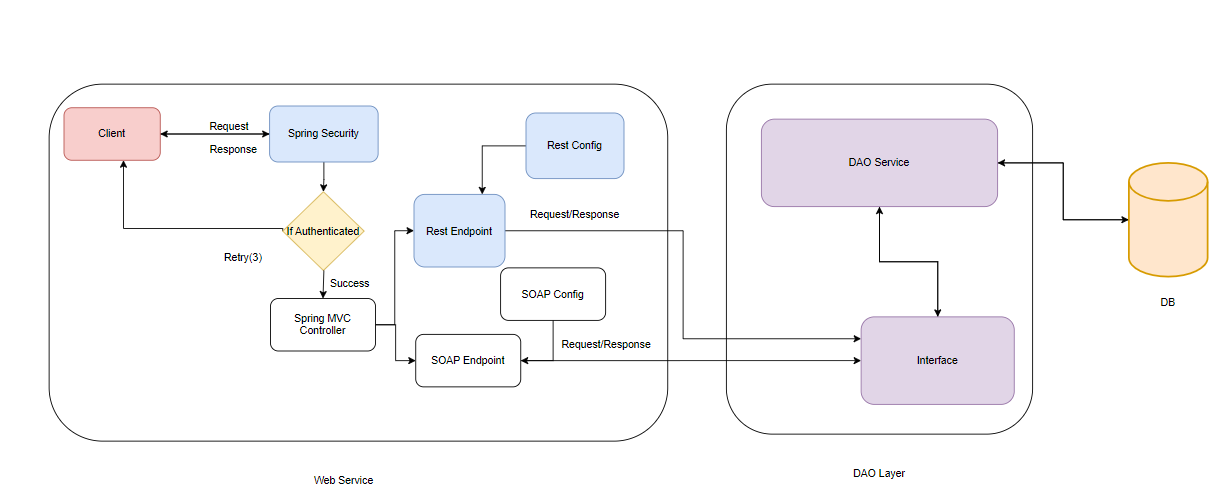 Client
Request
Response
Spring Security
Rest Config
DAO Service
If Authenticated
Rest Endpoint
Request/Response
Retry(3)
Success
SOAP Config
Spring MVC
Controller
SOAP Endpoint
Request/Response
Interface
DB
Web Service
DAO Layer